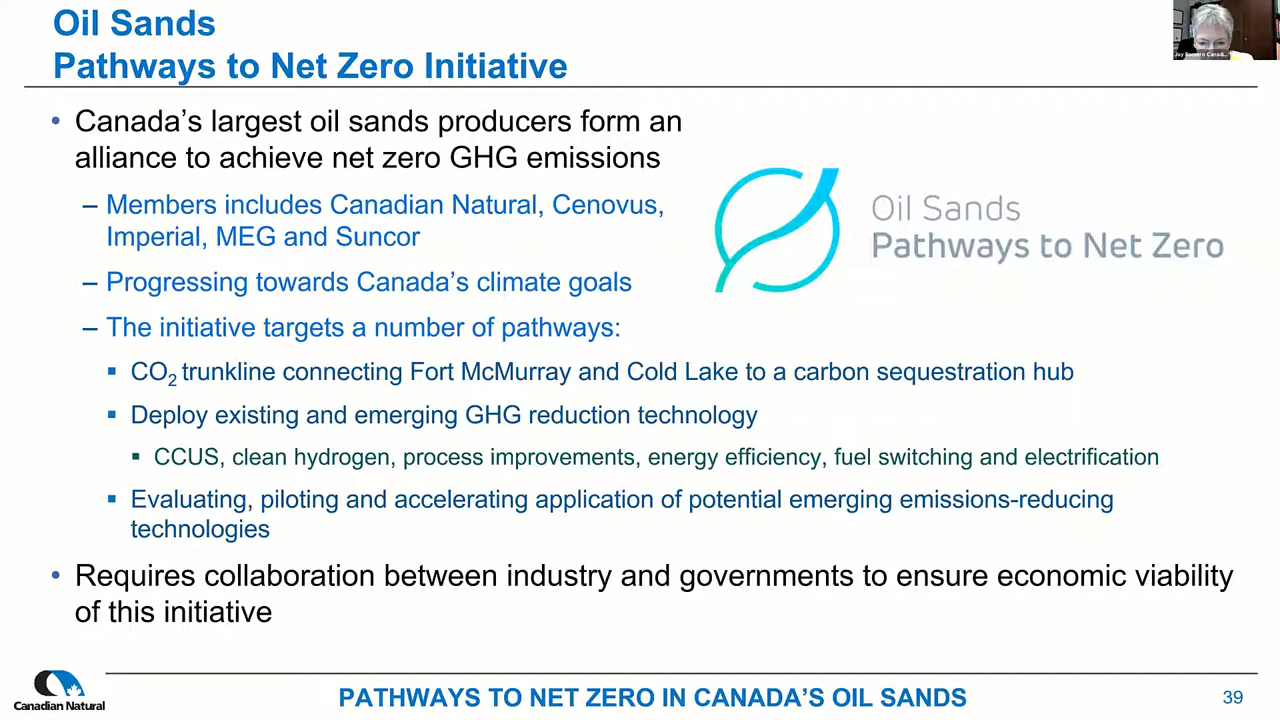 Oil Sands
Pathways to Net Zero Initiative
Joy Romero Canadi...
• Canada’s largest oil sands producers form an
alliance to achieve net zero GHG emissions
– Members includes Canadian Natural, Cenovus,
Imperial, MEG and Suncor
– Progressing towards Canada’s climate goals
– The initiative targets a number of pathways:
Oil Sands
Pathways to Net Zero
▪ CO₂ trunkline connecting Fort McMurray and Cold Lake to a carbon sequestration hub
▪ Deploy existing and emerging GHG reduction technology
▪ CCUS, clean hydrogen, process improvements, energy efficiency, fuel switching and electrification
▪ Evaluating, piloting and accelerating application of potential emerging emissions-reducing
technologies
• Requires collaboration between industry and governments to ensure economic viability
of this initiative
Canadian Natural
PATHWAYS TO NET ZERO IN CANADA’S OIL SANDS
39